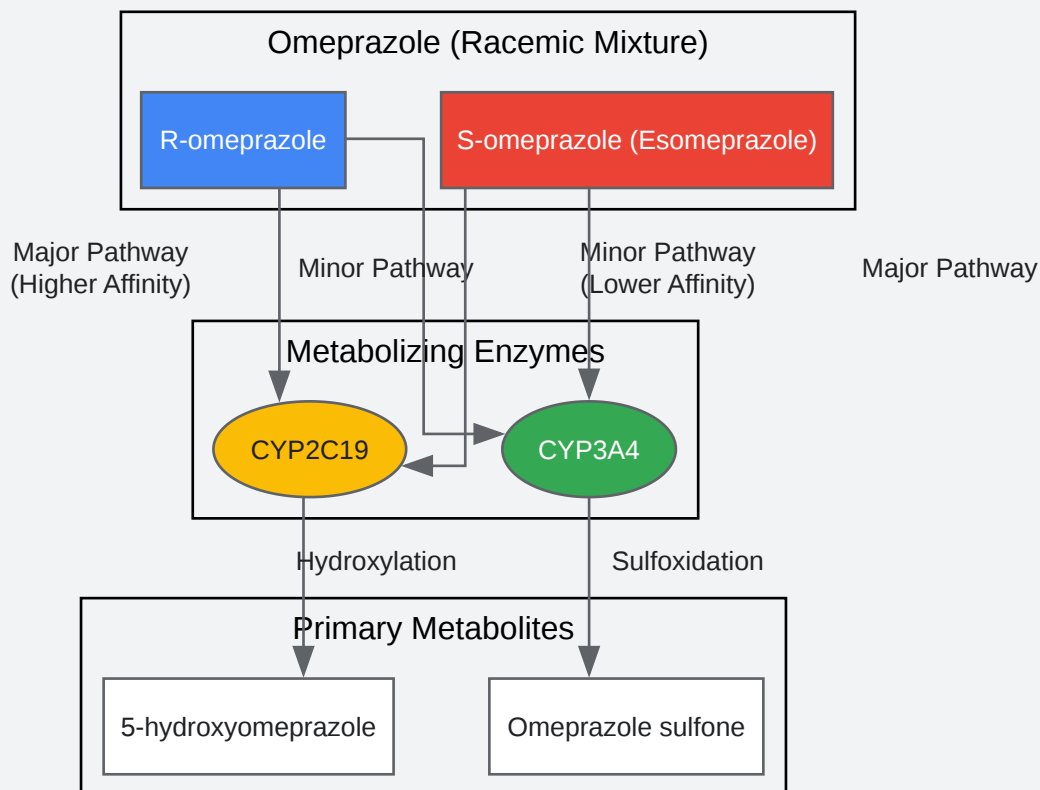 Omeprazole (Racemic Mixture)
R-omeprazole
S-omeprazole (Esomeprazole)
Major Pathway
(Higher Affinity)
Minor Pathway
Minor Pathway
(Lower Affinity)
Major Pathway
Metabolizing Enzymes
CYP2C19
CYP3A4
Hydroxylation
Sulfoxidation
Primary Metabolites
5-hydroxyomeprazole
Omeprazole sulfone